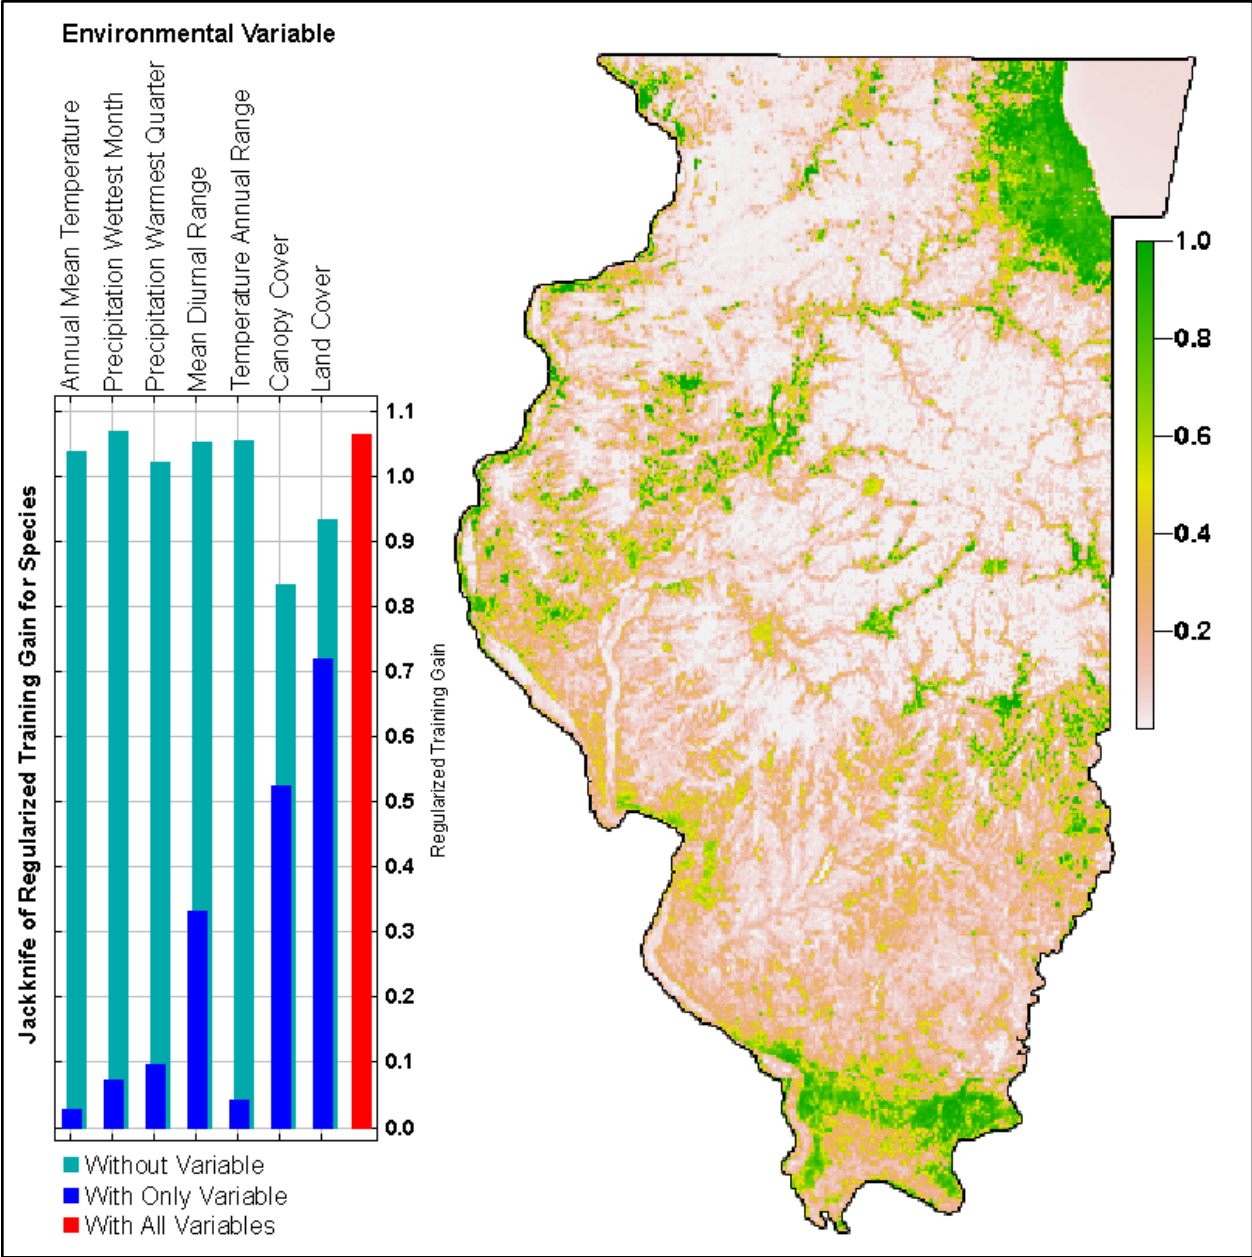 Environmental Variable
Annual Mean Temperature
Precipitation Wettest Month
Precipitation Warmest Quarter
Mean Diurnal Range
Temperature Annual Range
Canopy Cover
Land Cover
Jackknife of Regularized Training Gain for Species
1.1
1.0
0.9
0.8
0.7
0.6
0.5
0.4
0.3
0.2
0.1
0.0
Regularized Training Gain
Without Variable
With Only Variable
With All Variables
1.0
0.8
0.6
0.4
0.2